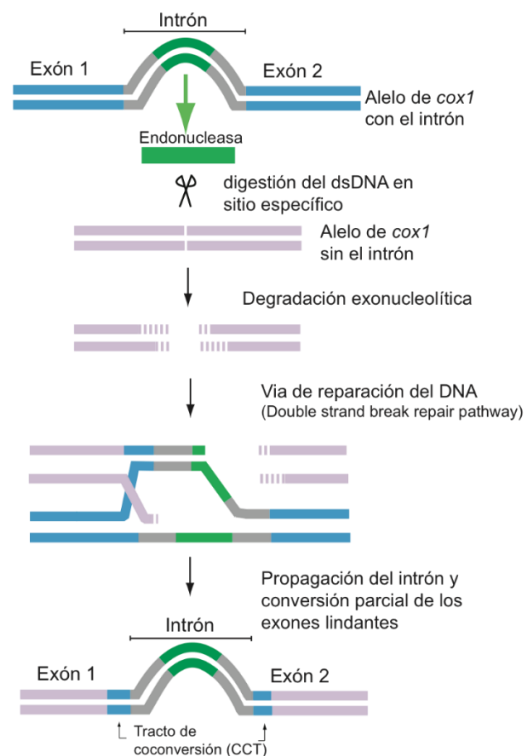 Intrón
Exón 1
Exón 2
Alelo de cox1
con el intrón
Endonucleasa
digestión del dsDNA en
sitio específico
Alelo de cox1
sin el intrón
Degradación exonucleolítica
Via de reparación del DNA
(Double strand break repair pathway)
Propagación del intrón y
conversión parcial de los
exones lindantes
Intrón
Exón 1
Exón 2
Tracto de
coconversión (CCT)